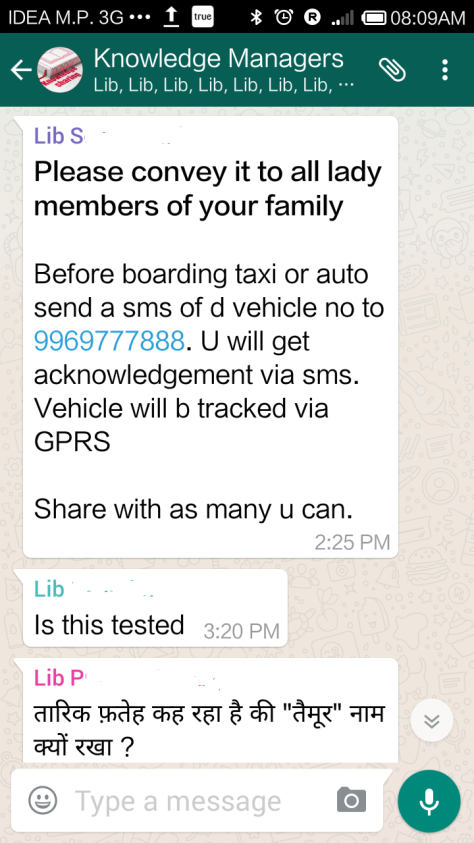 IDEA M.P. 3G ••• true R 08:09AM
Knowledge Managers
Lib, Lib, Lib, Lib, Lib, Lib, Lib, ···
Lib S
Please convey it to all lady
members of your family
Before boarding taxi or auto
send a sms of d vehicle no to
9969777888. U will get
acknowledgement via sms.
Vehicle will b tracked via
GPRS
Share with as many u can.
2:25 PM
Lib
Is this tested 3:20 PM
Lib P
तारिक फ़तेह कह रहा है की "तैमूर" नाम
क्यों रखा ?
Type a message